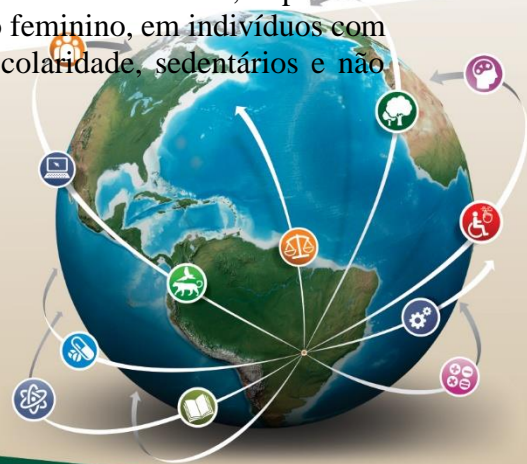 o feminino, em indivíduos com
colaridade, sedentários e não